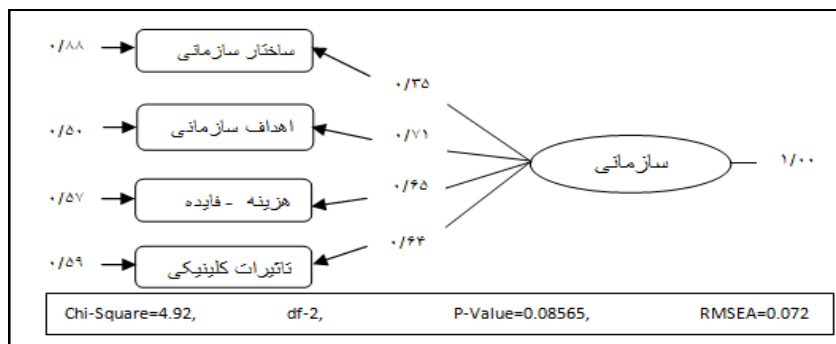 ۰/۸۸ ساختار سازمانی
۰/۳۵
۰/۵۰ اهداف سازمانی
۰/۷۱
سازمانی ۱/۰۰
۰/۵۷ هزینه - فایده
۰/۶۵
۰/۶۴
۰/۵۹ تاثیرات کلینیکی
Chi-Square=4.92, df-2, P-Value=0.08565, RMSEA=0.072